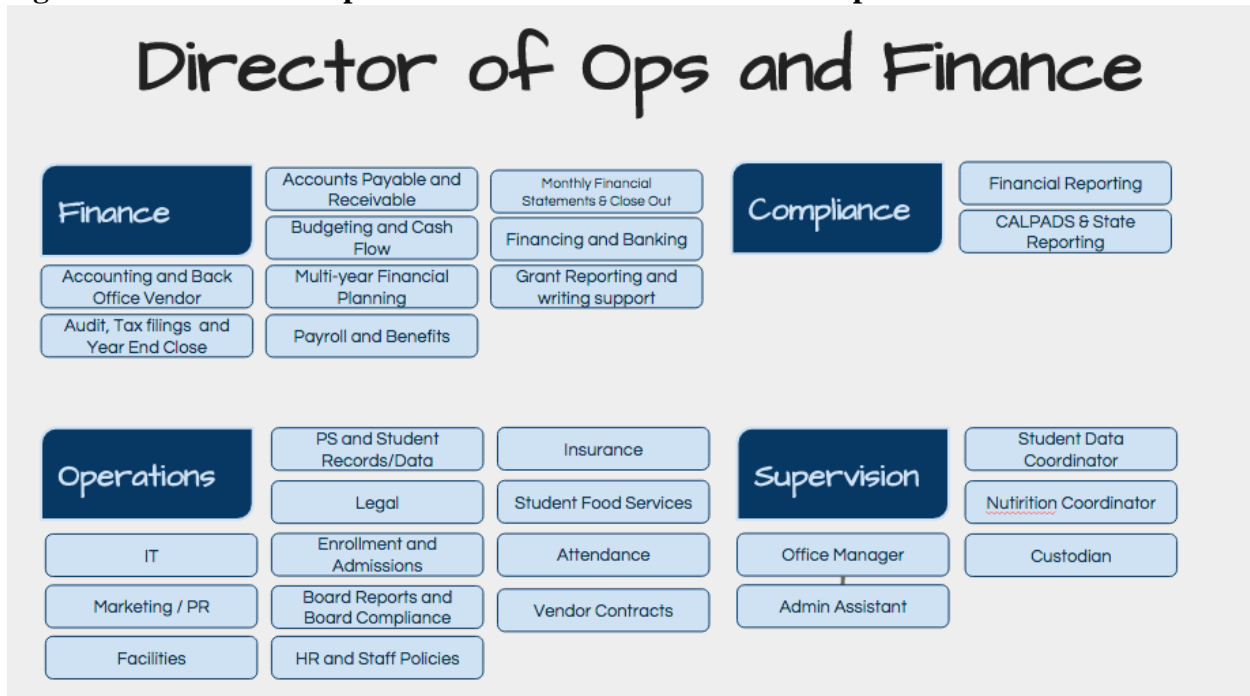 Director of Ops and Finance
Finance
Accounting and Back
Office Vendor
Audit, Tax filings and
Year End Close
Accounts Payable and
Receivable
Budgeting and Cash
Flow
Multi-year Financial
Planning
Payroll and Benefits
Monthly Financial
Statements & Close Out
Financing and Banking
Grant Reporting and
writing support
Compliance
Financial Reporting
CALPADS & State
Reporting
Operations
IT
Marketing / PR
Facilities
PS and Student
Records/Data
Legal
Enrollment and
Admissions
Board Reports and
Board Compliance
HR and Staff Policies
Insurance
Student Food Services
Attendance
Vendor Contracts
Supervision
Office Manager
Admin Assistant
Student Data
Coordinator
Nutirition Coordinator
Custodian